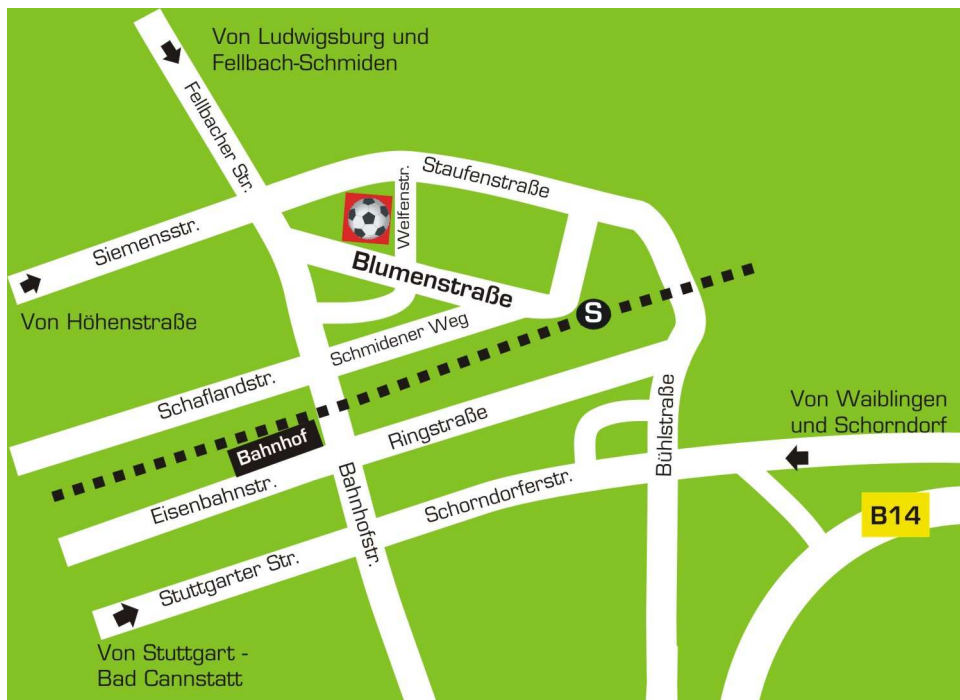 Von Ludwigsburg und
Fellbach-Schmiden
Fellbacher Str.
Staufenstraße
Welfenstr.
Siemensstr.
Blumenstraße
Von Höhenstraße
S
Schmidener Weg
Schaflandstr.
Ringstraße
Bühlstraße
Von Waiblingen
und Schorndorf
Bahnhof
Eisenbahnstr.
Bahnhofstr.
Schorndorferstr.
B14
Stuttgarter Str.
Von Stuttgart -
Bad Cannstatt